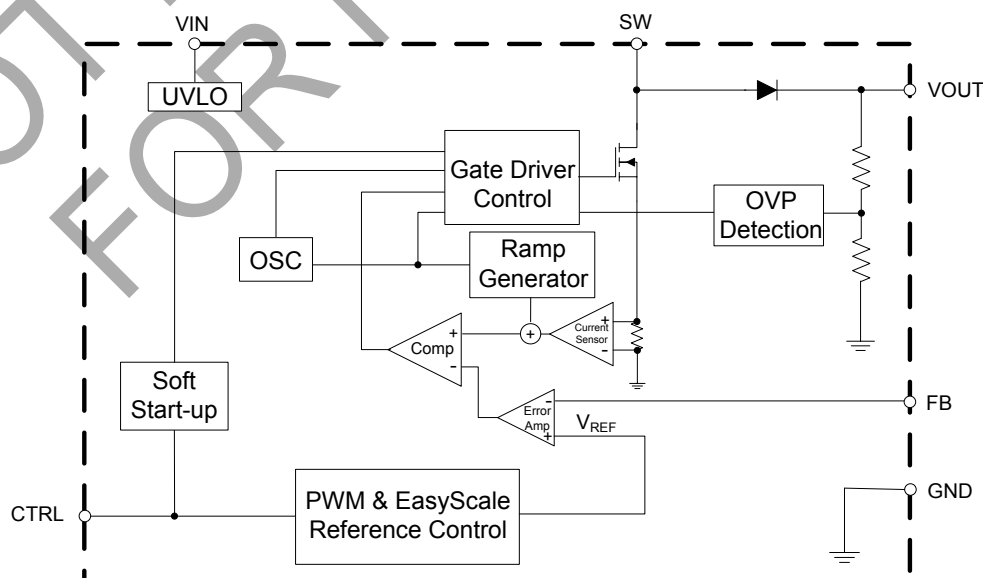 VIN
SW
UVLO
VOUT
Gate Driver
Control
OVP
Detection
OSC
Ramp
Generator
+
Current
Sensor
+
-
Comp
+
-
Soft
Start-up
Error
Amp
-
+
VREF
FB
PWM & EasyScale
Reference Control
CTRL
GND
FOR